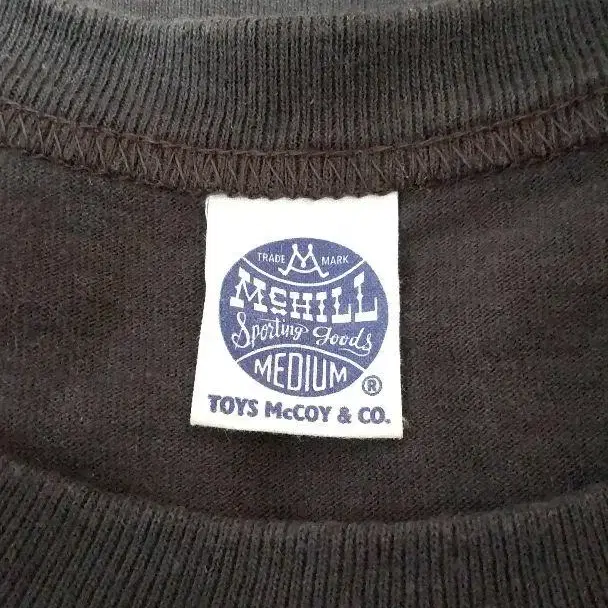 TRADE MARK
McHILL
Sporting Goods
MEDIUM
®
TOYS McCOY & CO.